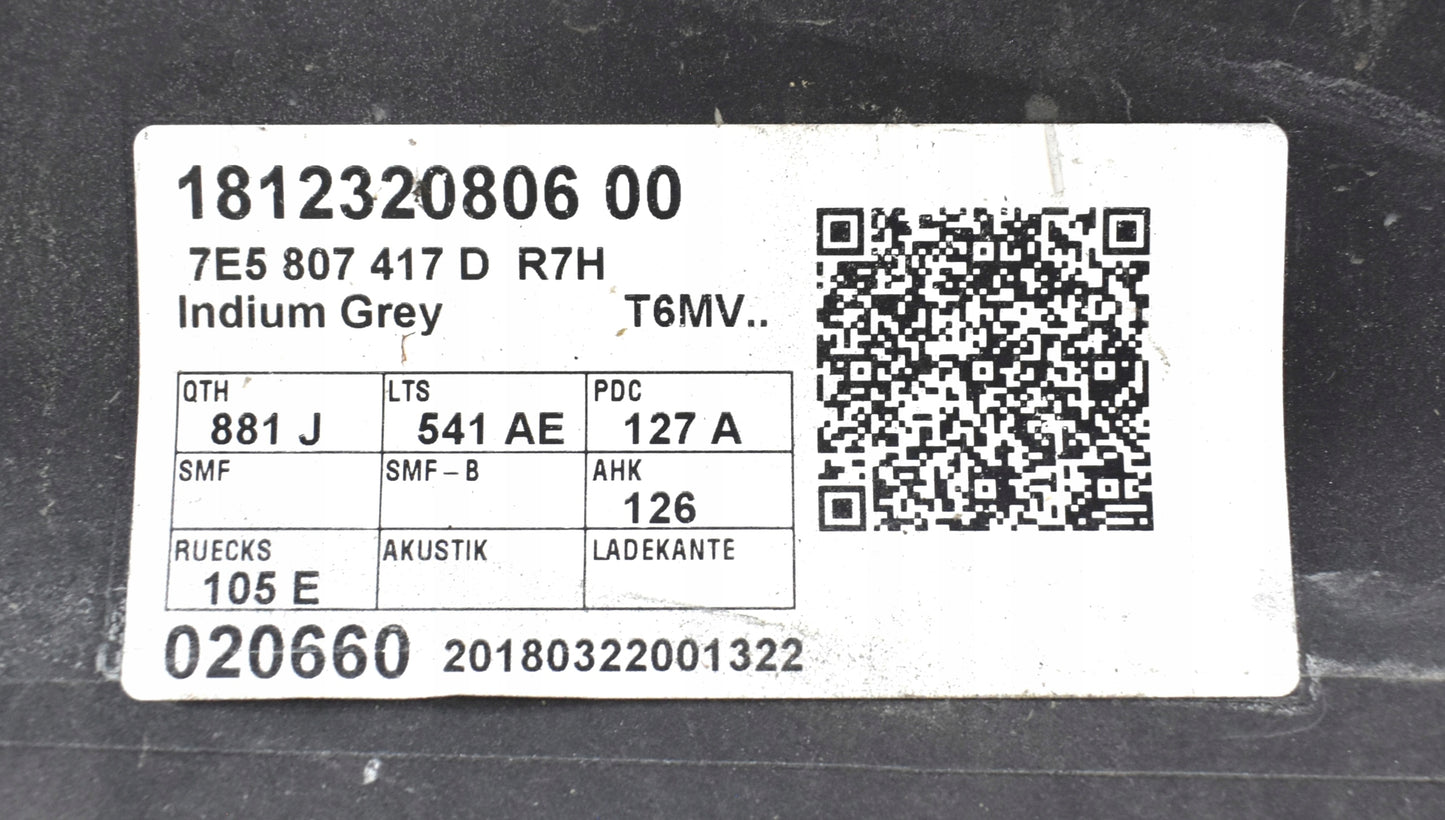 1812320806 00
7E5 807 417 D R7H
Indium Grey T6MV..
QTH LTS PDC
881 J 541 AE 127 A
SMF SMF-B AHK
126
RUECKS AKUSTIK LADEKANTE
105 E
020660 20180322001322